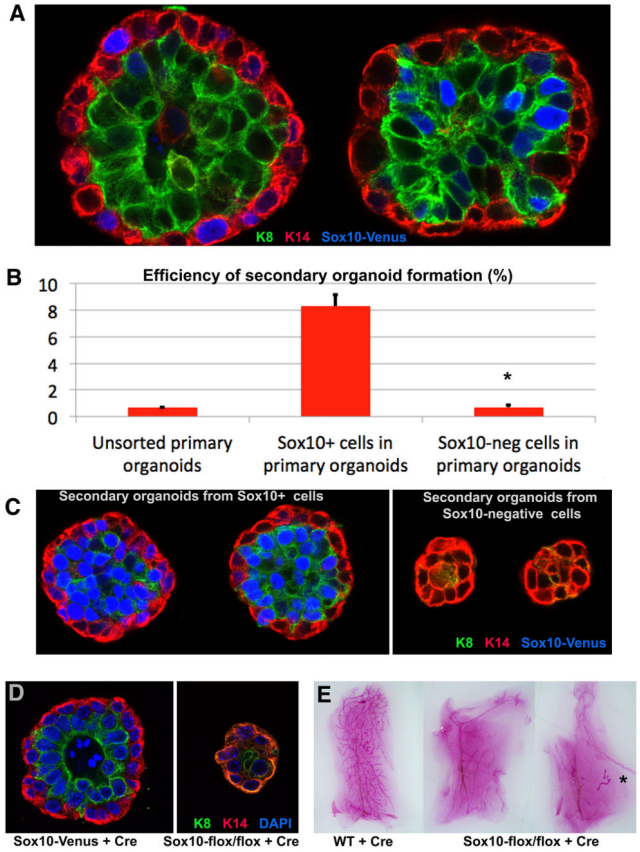 A
K8 K14 Sox10-Venus
B
Efficiency of secondary organoid formation (%)
10
8
6
4
2
0
*
Unsorted primary organoids
Sox10+ cells in primary organoids
Sox10-neg cells in primary organoids
C
Secondary organoids from Sox10+ cells
Secondary organoids from
Sox10-negative cells
K8 K14 Sox10-Venus
D
K8 K14 DAPI
Sox10-Venus + Cre
Sox10-flox/flox + Cre
E
*
WT + Cre
Sox10-flox/flox + Cre